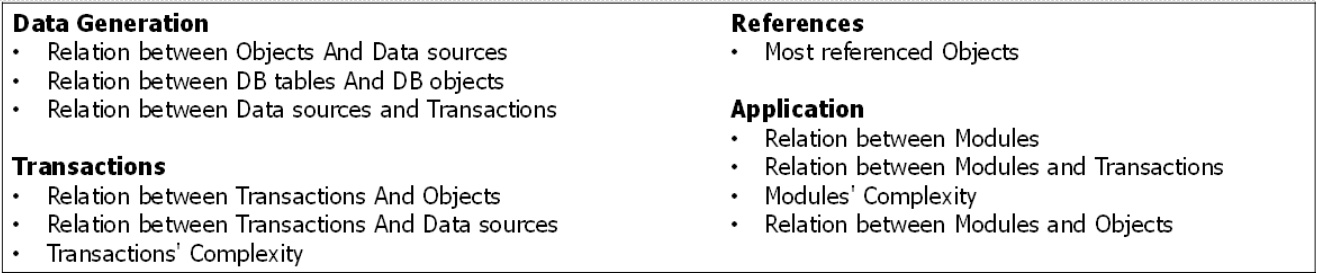 Data Generation
• Relation between Objects And Data sources
• Relation between DB tables And DB objects
• Relation between Data sources and Transactions
Transactions
• Relation between Transactions And Objects
• Relation between Transactions And Data sources
• Transactions' Complexity
References
• Most referenced Objects
Application
• Relation between Modules
• Relation between Modules and Transactions
• Modules' Complexity
• Relation between Modules and Objects